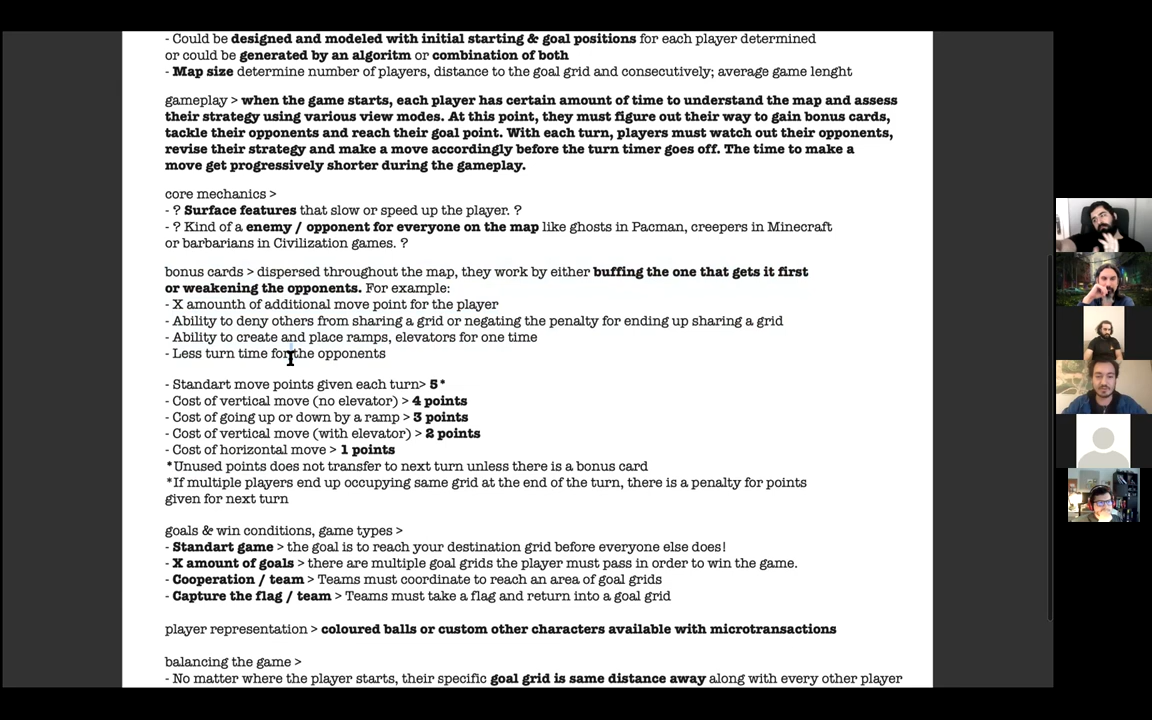 - Could be designed and modeled with initial starting & goal positions for each player determined
or could be generated by an algoritm or combination of both
- Map size determine number of players, distance to the goal grid and consecutively; average game lenght
gameplay > when the game starts, each player has certain amount of time to understand the map and assess
their strategy using various view modes. At this point, they must figure out their way to gain bonus cards,
tackle their opponents and reach their goal point. With each turn, players must watch out their opponents,
revise their strategy and make a move accordingly before the turn timer goes off. The time to make a
move get progressively shorter during the gameplay.
core mechanics >
- ? Surface features that slow or speed up the player. ?
- ? Kind of a enemy / opponent for everyone on the map like ghosts in Pacman, creepers in Minecraft
or barbarians in Civilization games. ?
bonus cards > dispersed throughout the map, they work by either buffing the one that gets it first
or weakening the opponents. For example:
- X amounth of additional move point for the player
- Ability to deny others from sharing a grid or negating the penalty for ending up sharing a grid
- Ability to create and place ramps, elevators for one time
- Less turn time for the opponents
- Standart move points given each turn> 5*
- Cost of vertical move (no elevator) > 4 points
- Cost of going up or down by a ramp > 3 points
- Cost of vertical move (with elevator) > 2 points
- Cost of horizontal move > 1 points
*Unused points does not transfer to next turn unless there is a bonus card
*If multiple players end up occupying same grid at the end of the turn, there is a penalty for points
given for next turn
goals & win conditions, game types >
- Standart game > the goal is to reach your destination grid before everyone else does!
- X amount of goals > there are multiple goal grids the player must pass in order to win the game.
- Cooperation / team > Teams must coordinate to reach an area of goal grids
- Capture the flag / team > Teams must take a flag and return into a goal grid
player representation > coloured balls or custom other characters available with microtransactions
balancing the game >
- No matter where the player starts, their specific goal grid is same distance away along with every other player